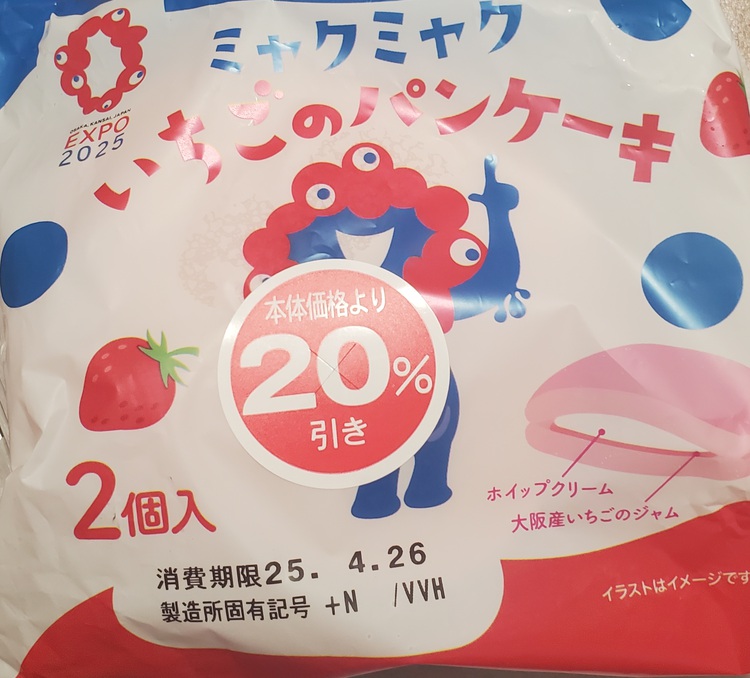 ミャクミャク
OSAKA, KANSAI, JAPAN
EXPO
2025
いちごのパンケーキ
本体価格より
20%
引き
2個入
ホイップクリーム
大阪産いちごのジャム
消費期限25. 4.26
製造所固有記号 +N /VVH
イラストはイメージです